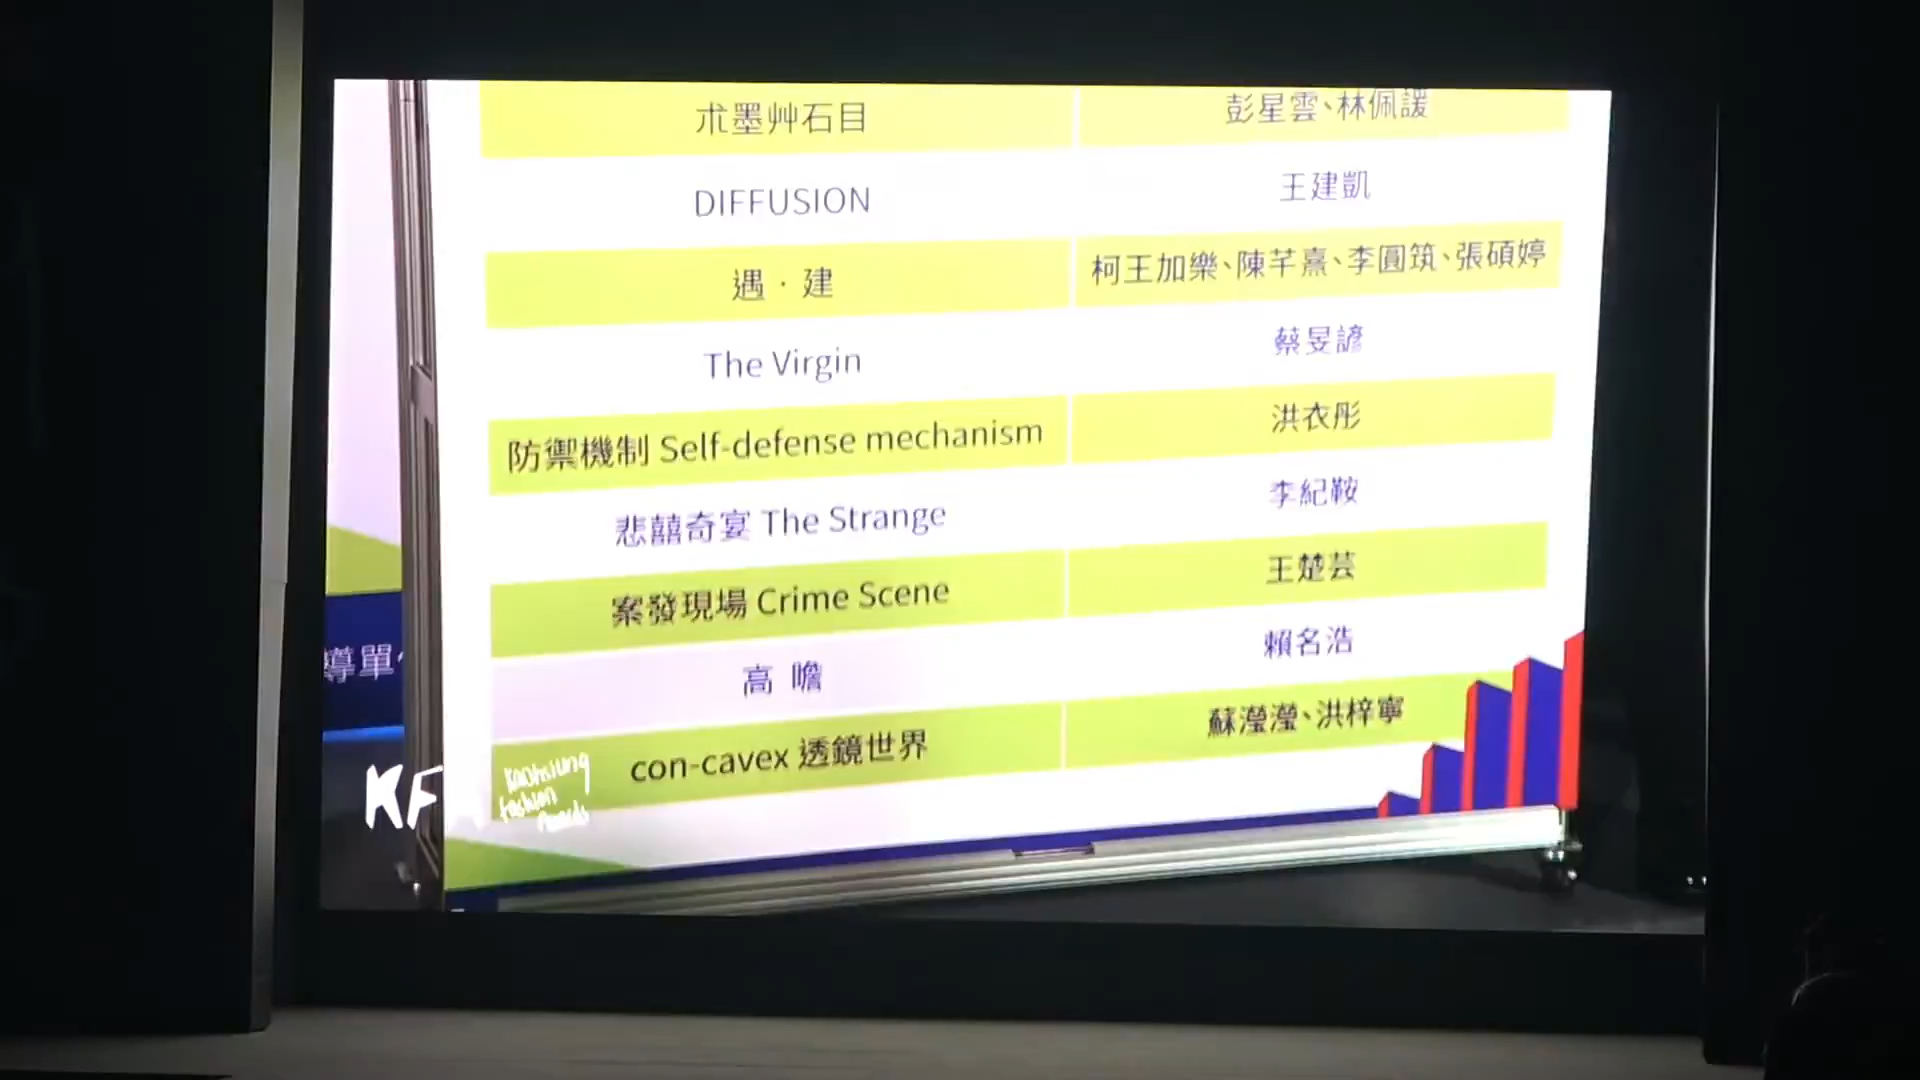 朮墨艸石目 彭星雲、林佩諼
DIFFUSION 王建凱
遇・建 柯王加樂、陳芊熹、李圓筑、張碩婷
The Virgin 蔡旻諺
防禦機制 Self-defense mechanism 洪衣彤
悲囍奇宴 The Strange 李紀鞍
案發現場 Crime Scene 王楚芸
高 瞻 賴名浩
con-cavex 透鏡世界 蘇瀅瀅、洪梓寧
導單
KF
Kaohsiung
fashion
Awards